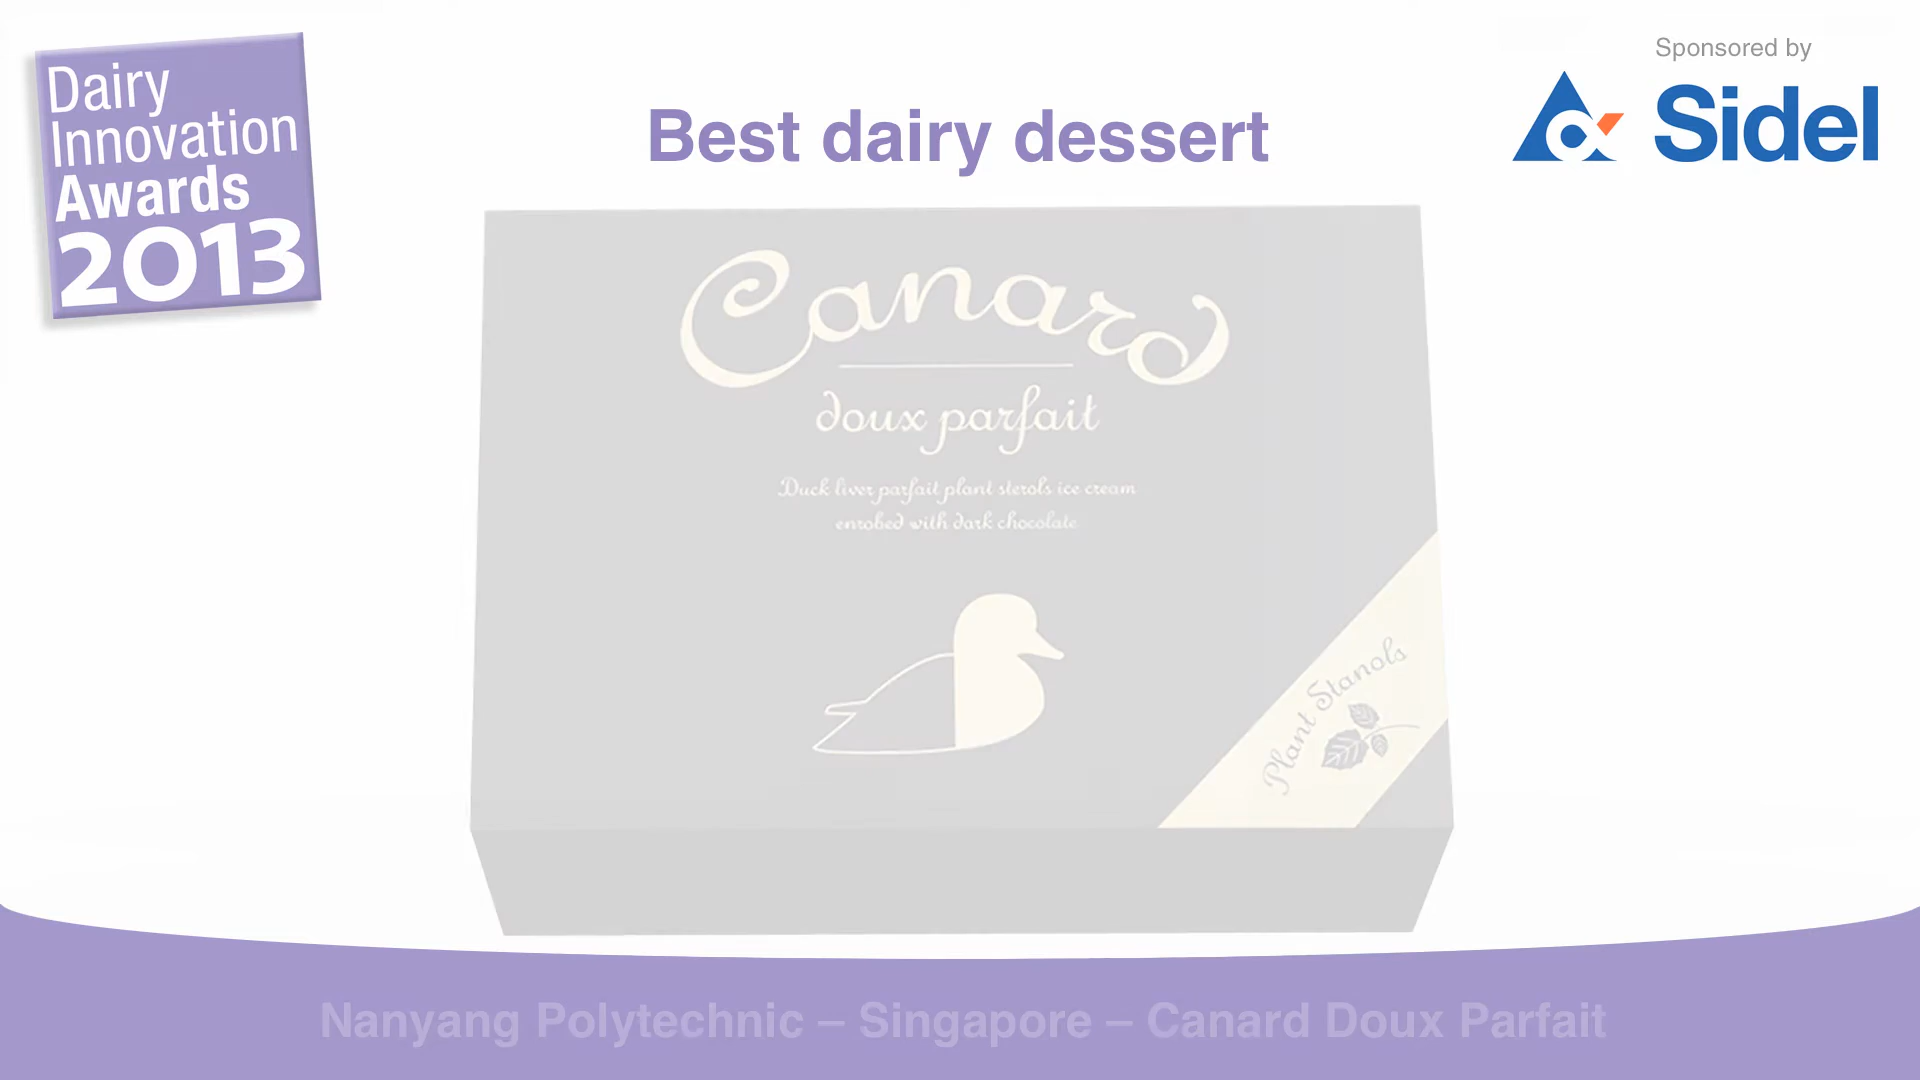 Dairy
Innovation
Awards
2013
Best dairy dessert
Sponsored by
Sidel
Canard
doux parfait
Duck liver parfait plant sterols ice cream
enrobed with dark chocolate
Plant Stanols
Nanyang Polytechnic – Singapore – Canard Doux Parfait